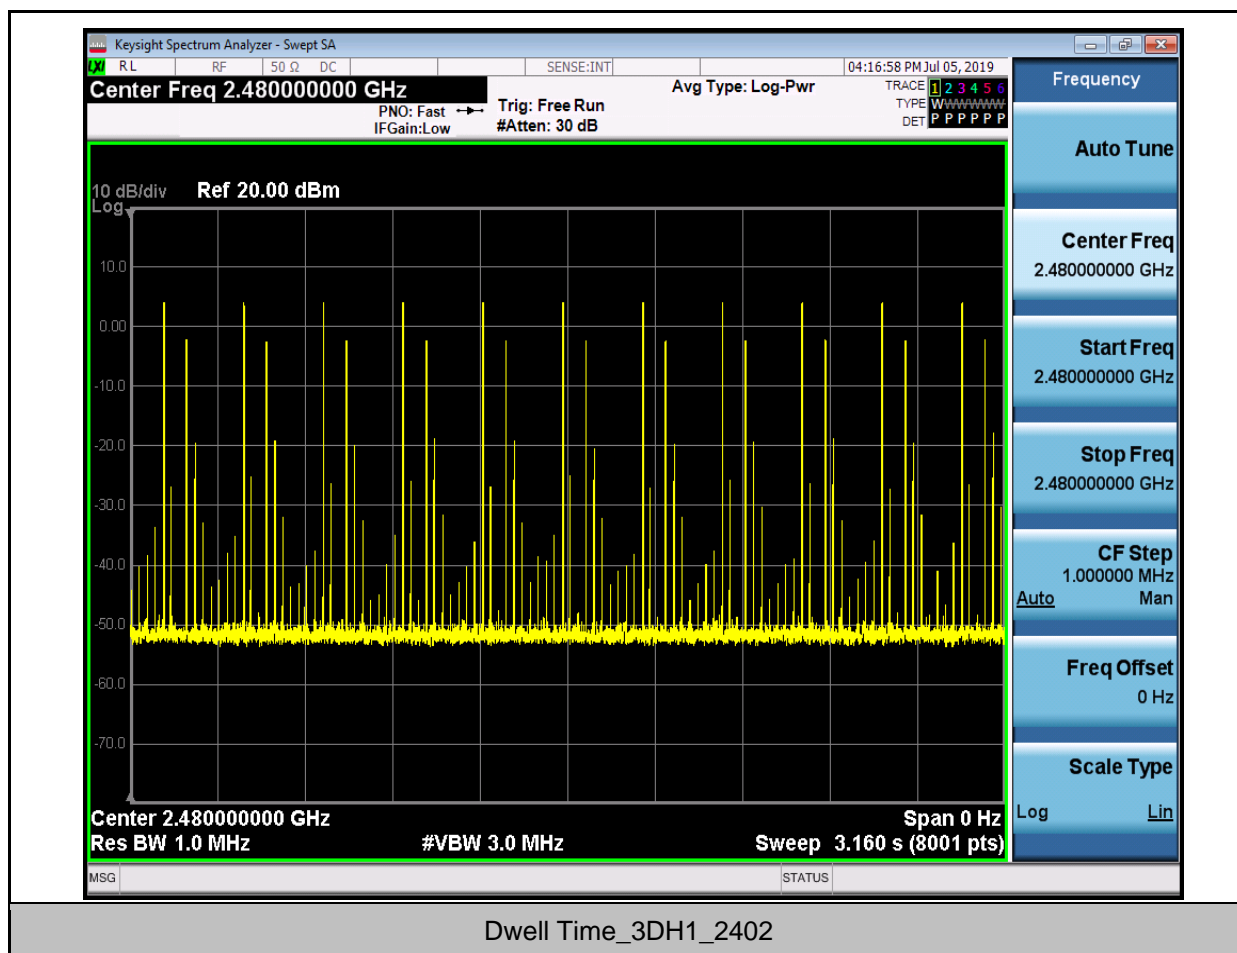 Keysight Spectrum Analyzer - Swept SA
LXI RL RF 50 Ω DC SENSE:INT 04:16:58 PM Jul 05, 2019
Center Freq 2.480000000 GHz
PNO: Fast
IFGain:Low
Trig: Free Run
#Atten: 30 dB
Avg Type: Log-Pwr
TRACE 1 2 3 4 5 6
TYPE WWWWWW
DET P P P P P P
10 dB/div Ref 20.00 dBm
Log
10.0
0.00
-10.0
-20.0
-30.0
-40.0
-50.0
-60.0
-70.0
Center 2.480000000 GHz Span 0 Hz
Res BW 1.0 MHz #VBW 3.0 MHz Sweep 3.160 s (8001 pts)
MSG STATUS
Frequency
Auto Tune
Center Freq
2.480000000 GHz
Start Freq
2.480000000 GHz
Stop Freq
2.480000000 GHz
CF Step
1.000000 MHz
Auto Man
Freq Offset
0 Hz
Scale Type
Log Lin
Dwell Time_3DH1_2402